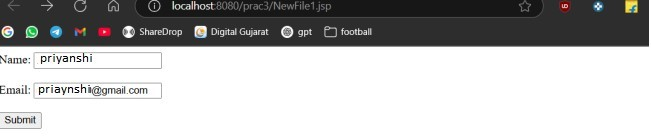 localhost:8080/prac3/NewFile1.jsp
ShareDrop Digital Gujarat gpt football
Name: priyanshi
Email: priaynshi@gmail.com
Submit